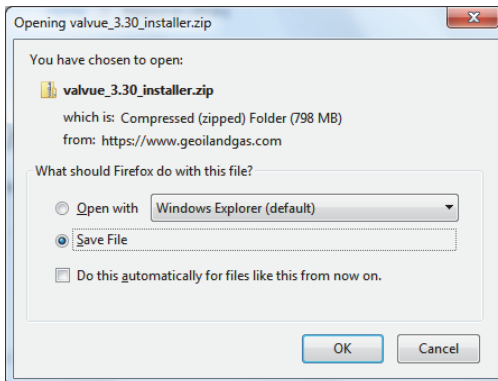 Opening valvue_3.30_installer.zip
You have chosen to open:
valvue_3.30_installer.zip
which is: Compressed (zipped) Folder (798 MB)
from: https://www.geoilandgas.com
What should Firefox do with this file?
Open with Windows Explorer (default)
Save File
Do this automatically for files like this from now on.
OK Cancel